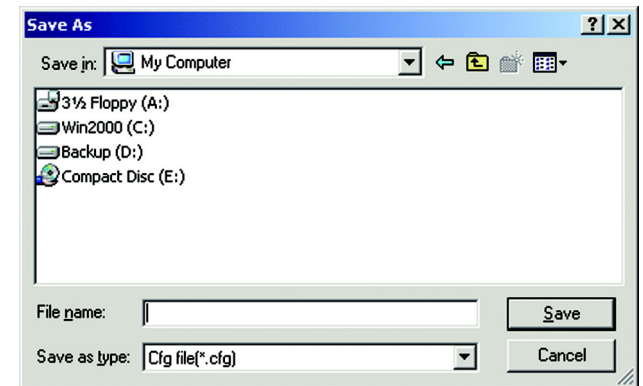 Save As
Save in: My Computer
3½ Floppy (A:)
Win2000 (C:)
Backup (D:)
Compact Disc (E:)
File name: Save
Save as type: Cfg file(*.cfg) Cancel